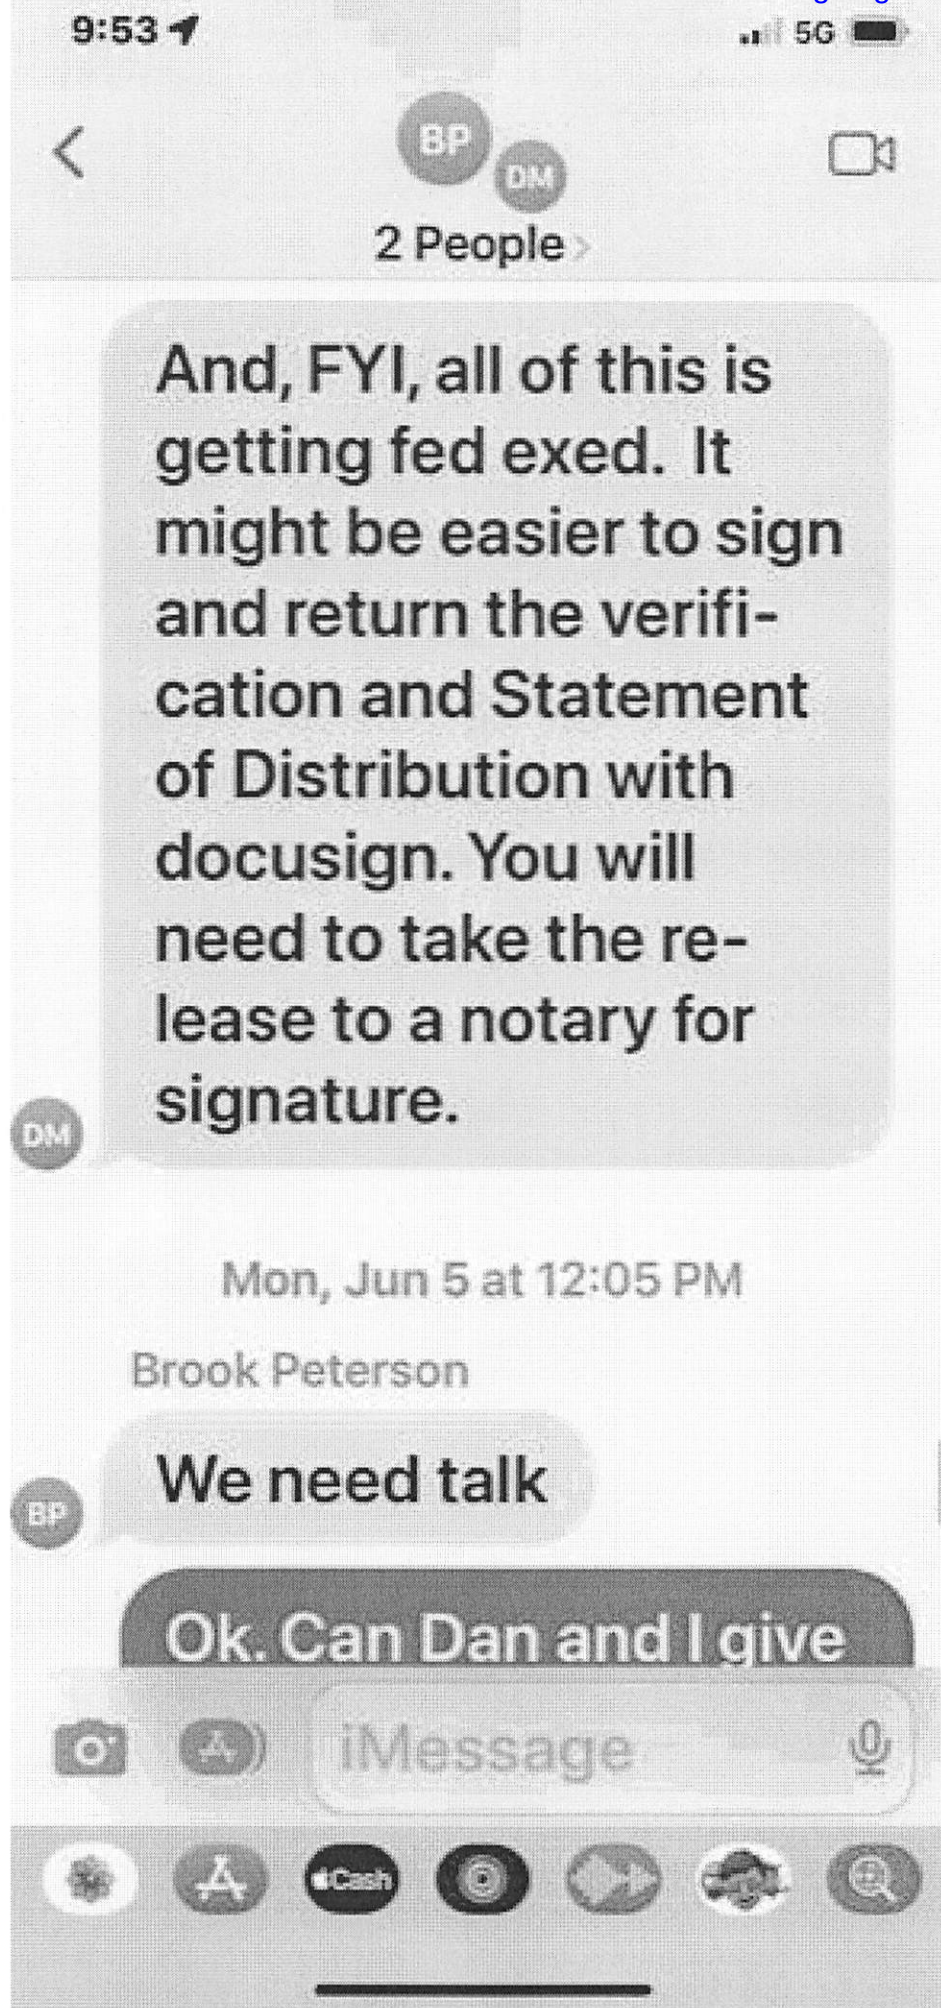 9:53
5G
BP
DM
2 People
And, FYI, all of this is
getting fed exed. It
might be easier to sign
and return the verifi-
cation and Statement
of Distribution with
docusign. You will
need to take the re-
lease to a notary for
signature.
DM
Mon, Jun 5 at 12:05 PM
Brook Peterson
We need talk
BP
Ok. Can Dan and I give
iMessage
Cash